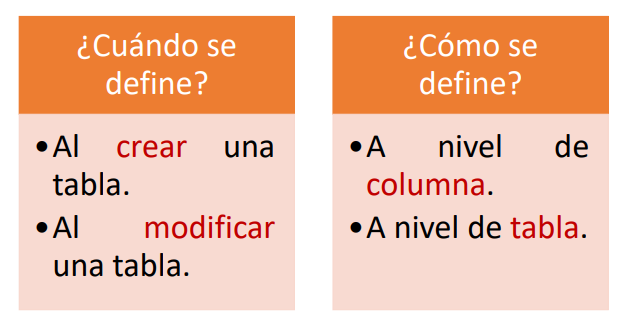 ¿Cuándo se
define?
•Al crear una
tabla.
•Al modificar
una tabla.
¿Cómo se
define?
•A nivel de
columna.
•A nivel de tabla.